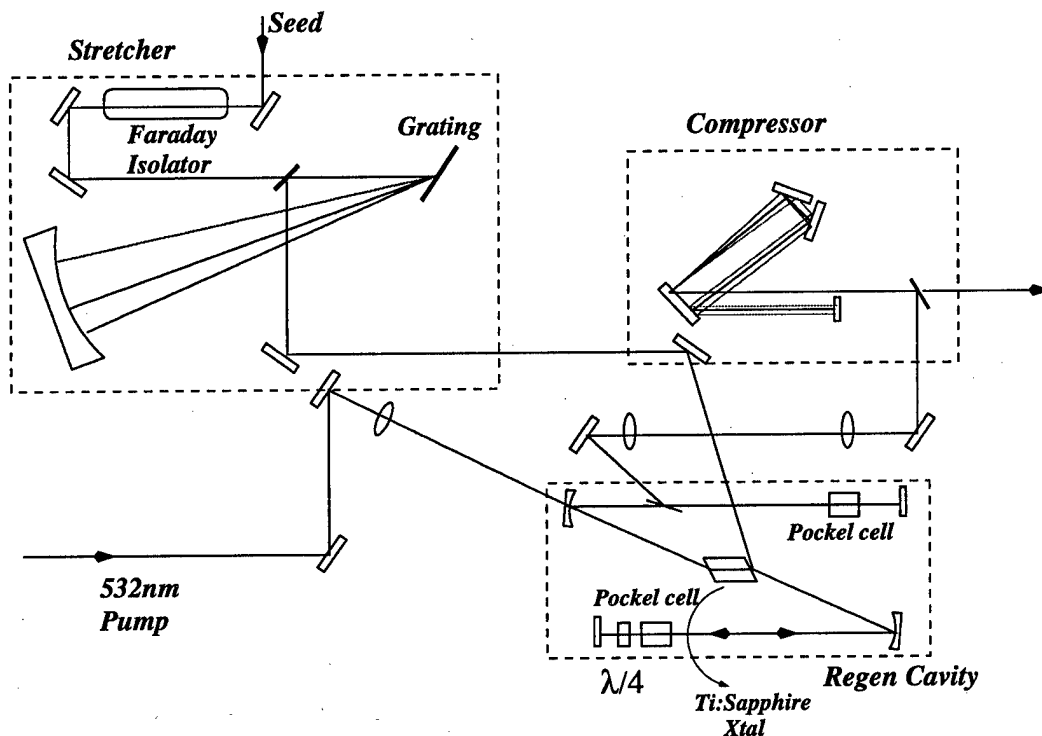 Seed
Stretcher
Faraday
Isolator
Grating
Compressor
532nm
Pump
Pockel cell
Pockel cell
λ/4
Regen Cavity
Ti:Sapphire
Xtal